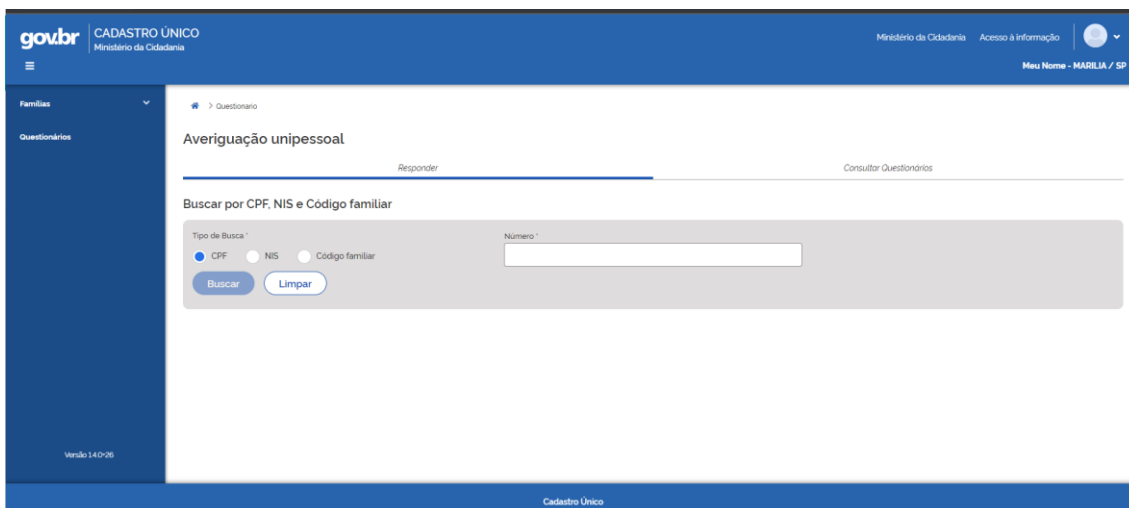 gov.br
CADASTRO ÚNICO
Ministério da Cidadania
Ministério da Cidadania Acesso à informação
Meu Nome - MARILIA / SP
Famílias
Questionários
> Questionario
Averiguação unipessoal
Responder Consultar Questionários
Buscar por CPF, NIS e Código familiar
Tipo de Busca * Número *
CPF NIS Código familiar
Buscar Limpar
Versão 1.4.0-26
Cadastro Único